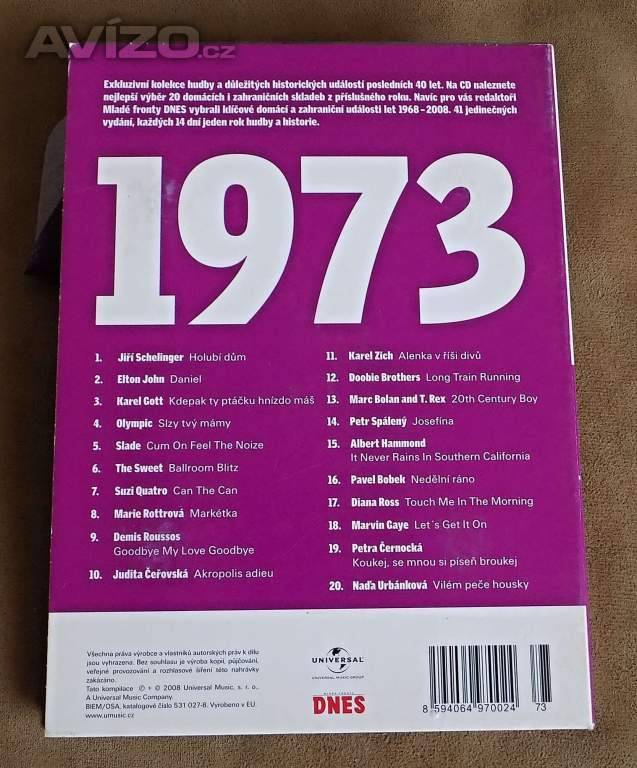 AVÍZO.cz
Exkluzivní kolekce hudby a důležitých historických událostí posledních 40 let. Na CD naleznete
nejlepší výběr 20 domácích i zahraničních skladeb z příslušného roku. Navíc pro vás redaktoři
Mladé fronty DNES vybrali klíčové domácí a zahraniční události let 1968–2008. 41 jedinečných
vydání, každých 14 dní jeden rok hudby a historie.
1973
1. Jiří Schelinger Holubí dům
2. Elton John Daniel
3. Karel Gott Kdepak ty ptáčku hnízdo máš
4. Olympic Slzy tvý mámy
5. Slade Cum On Feel The Noize
6. The Sweet Ballroom Blitz
7. Suzi Quatro Can The Can
8. Marie Rottrová Markétka
9. Demis Roussos
Goodbye My Love Goodbye
10. Judita Čeřovská Akropolis adieu
11. Karel Zich Alenka v říši divů
12. Doobie Brothers Long Train Running
13. Marc Bolan and T. Rex 20th Century Boy
14. Petr Spálený Josefína
15. Albert Hammond
It Never Rains In Southern California
16. Pavel Bobek Nedělní ráno
17. Diana Ross Touch Me In The Morning
18. Marvin Gaye Let´s Get It On
19. Petra Černocká
Koukej, se mnou si píseň broukej
20. Naďa Urbánková Vilém peče housky
Všechna práva výrobce a vlastníků autorských práv k dílu
jsou vyhrazena. Bez souhlasu je výroba kopií, půjčování,
veřejné provozování a rozhlasové šíření této nahrávky
zakázáno.
Tato kompilace ℗ + © 2008 Universal Music, s. r. o.,
A Universal Music Company.
BIEM/OSA, katalogové číslo 531 027-8. Vyrobeno v EU
www.umusic.cz
UNIVERSAL
UNIVERSAL MUSIC GROUP
MLADÁ FRONTA
DNES
8 594064 970024
73